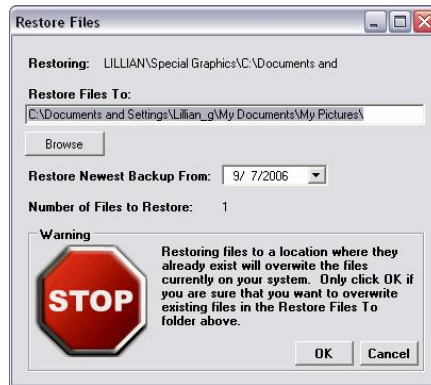 Restore Files
Restoring: LILLIAN\Special Graphics\C:\Documents and
Restore Files To:
C:\Documents and Settings\Lillian_g\My Documents\My Pictures\
Browse
Restore Newest Backup From: 9/ 7/2006
Number of Files to Restore: 1
Warning
STOP
Restoring files to a location where they
already exist will overwite the files
currently on your system. Only click OK if
you are sure that you want to overwrite
existing files in the Restore Files To
folder above.
OK Cancel